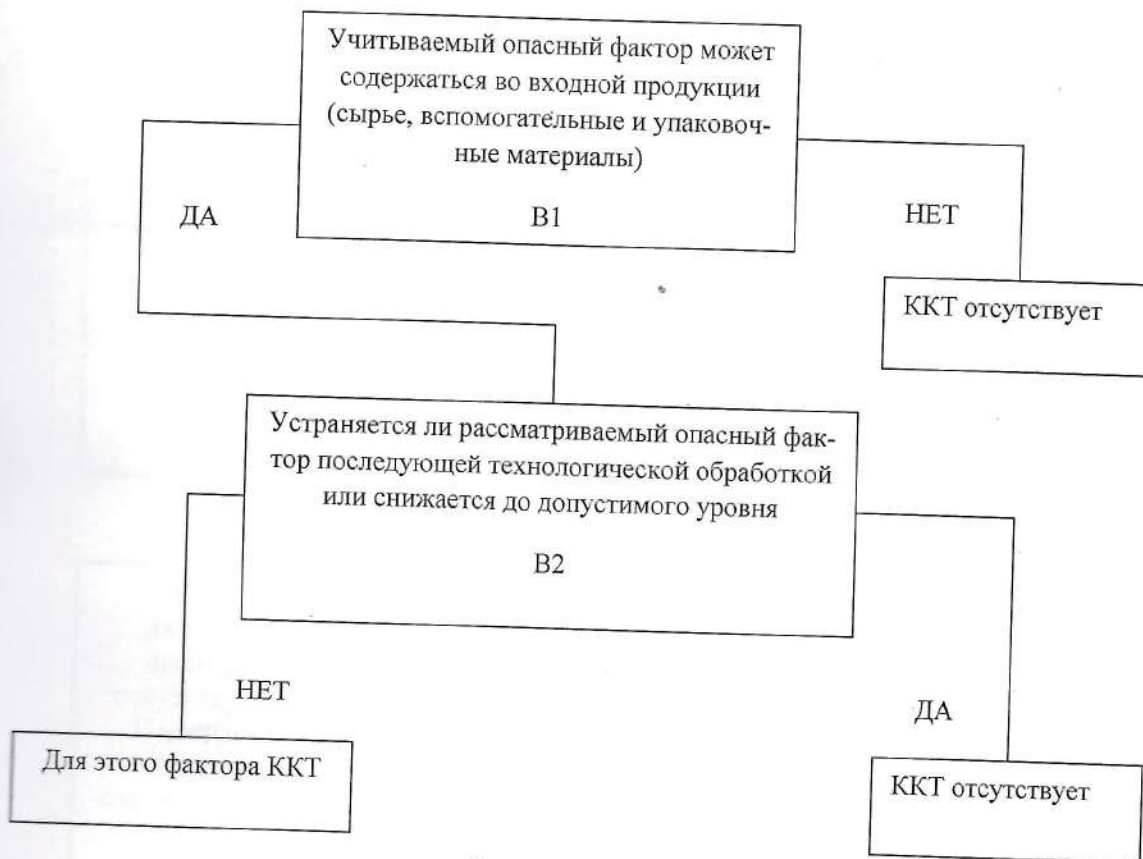 Учитываемый опасный фактор может
содержаться во входной продукции
(сырье, вспомогательные и упаковоч-
ные материалы)
В1
ДА
НЕТ
ККТ отсутствует
Устраняется ли рассматриваемый опасный фак-
тор последующей технологической обработкой
или снижается до допустимого уровня
В2
НЕТ
ДА
Для этого фактора ККТ
ККТ отсутствует